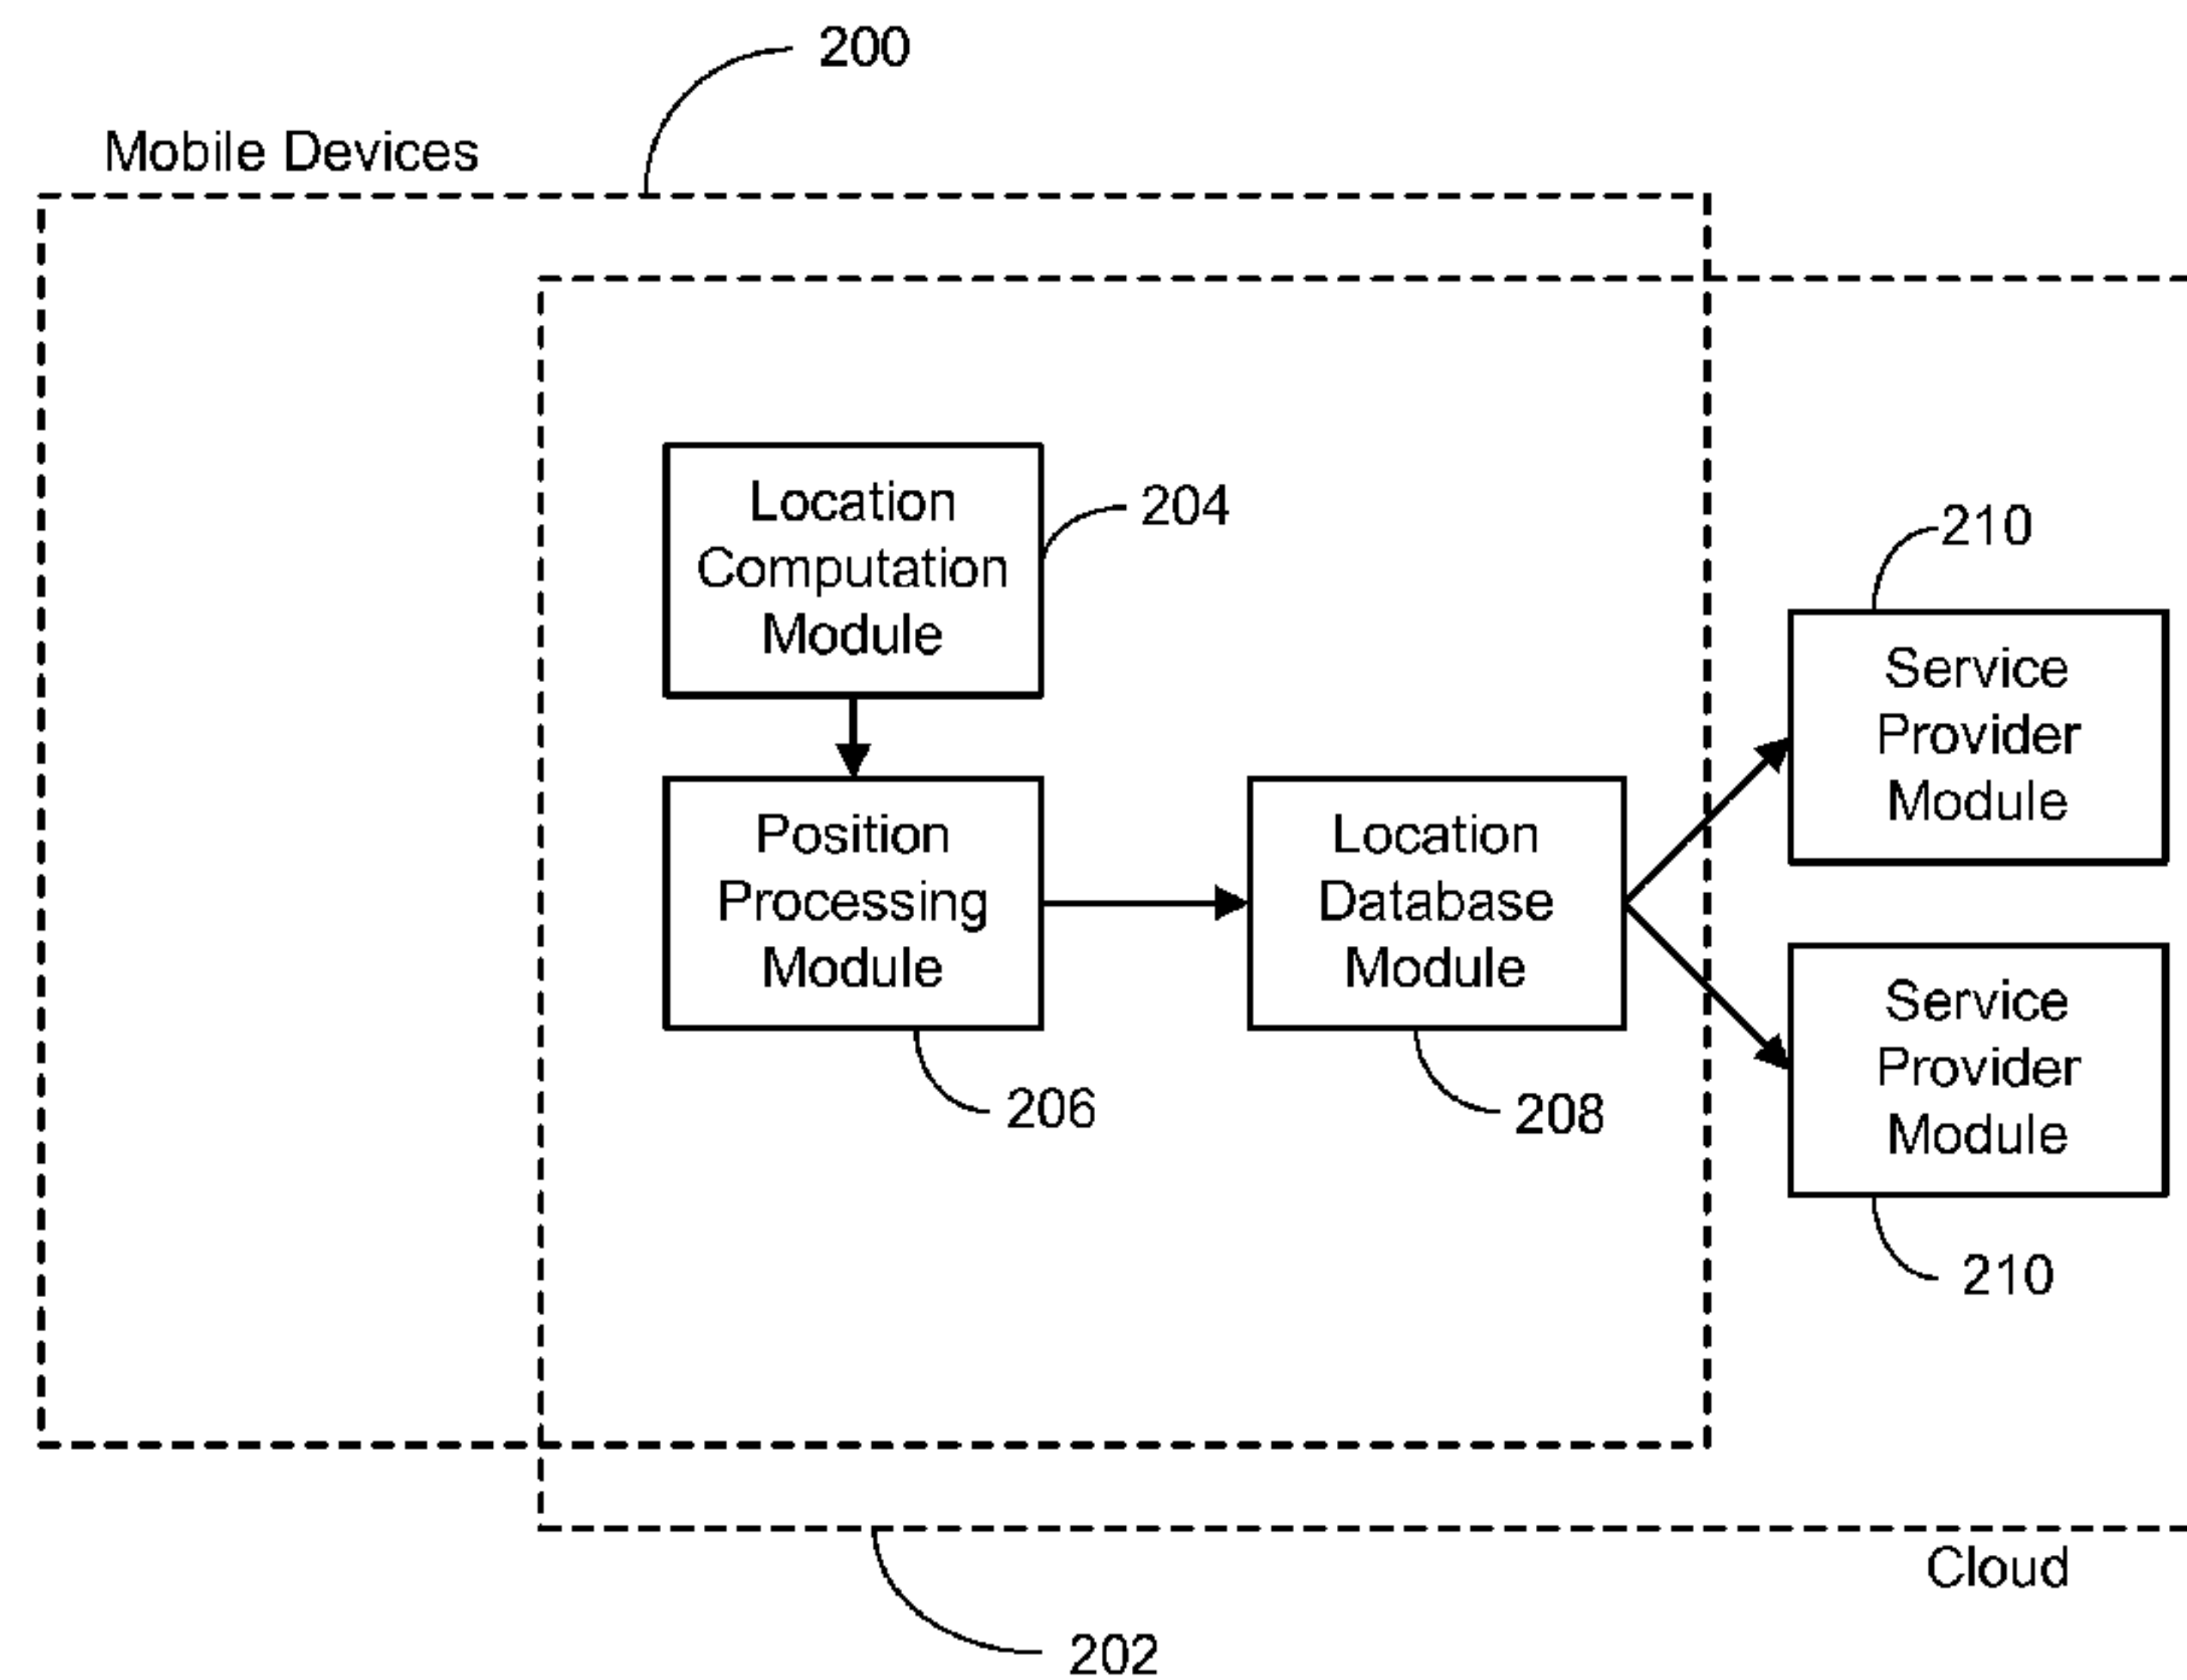 200
Mobile Devices
Location
Computation
Module
204
210
Service
Provider
Module
Position
Processing
Module
206
Location
Database
Module
208
Service
Provider
Module
210
Cloud
202